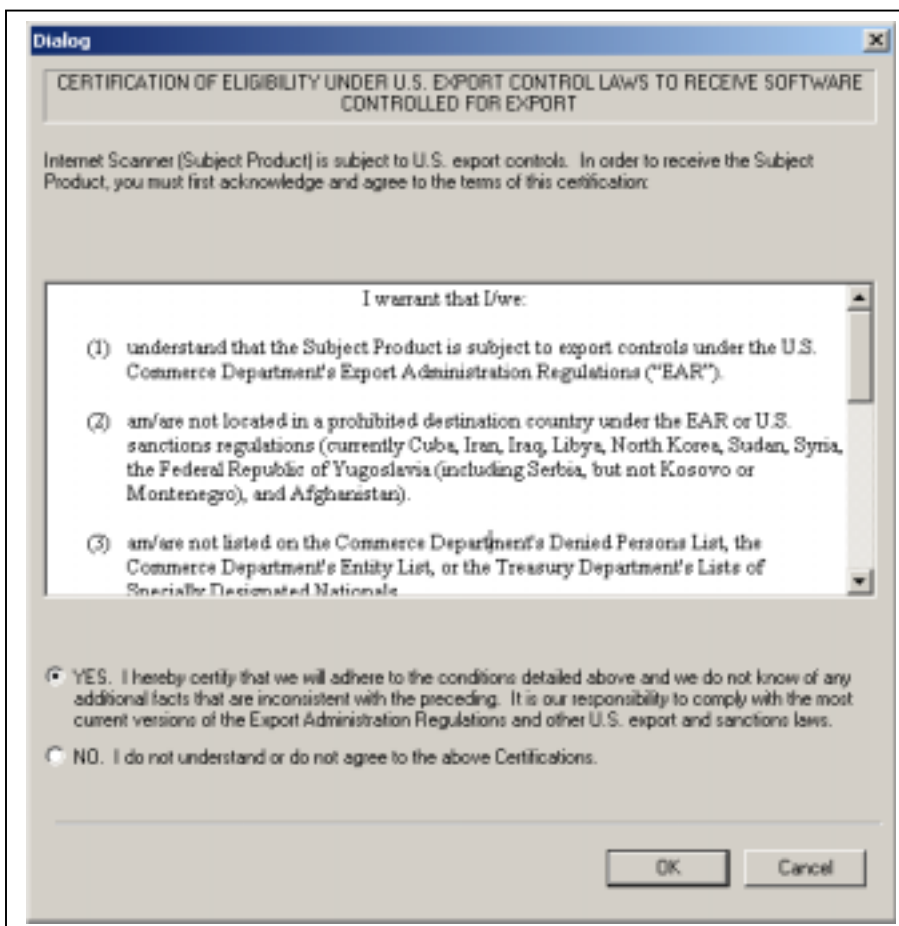 Dialog
CERTIFICATION OF ELIGIBILITY UNDER U.S. EXPORT CONTROL LAWS TO RECEIVE SOFTWARE
CONTROLLED FOR EXPORT
Internet Scanner (Subject Product) is subject to U.S. export controls. In order to receive the Subject
Product, you must first acknowledge and agree to the terms of this certification:
I warrant that I/we:
(1) understand that the Subject Product is subject to export controls under the U.S.
Commerce Department's Export Administration Regulations ("EAR").
(2) am/are not located in a prohibited destination country under the EAR or U.S.
sanctions regulations (currently Cuba, Iran, Iraq, Libya, North Korea, Sudan, Syria,
the Federal Republic of Yugoslavia (including Serbia, but not Kosovo or
Montenegro), and Afghanistan).
(3) am/are not listed on the Commerce Department's Denied Persons List, the
Commerce Department's Entity List, or the Treasury Department's Lists of
Specially Designated Nationals
YES. I hereby certify that we will adhere to the conditions detailed above and we do not know of any
additional facts that are inconsistent with the preceding. It is our responsibility to comply with the most
current versions of the Export Administration Regulations and other U.S. export and sanctions laws.
NO. I do not understand or do not agree to the above Certifications.
OK
Cancel